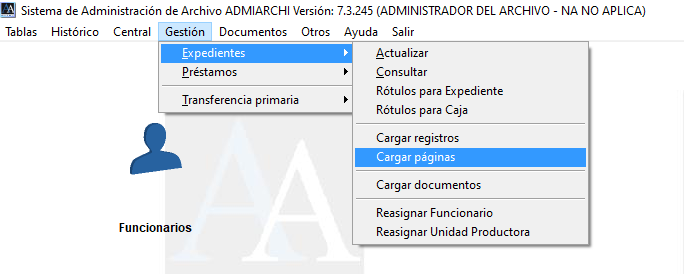 Sistema de Administración de Archivo ADMIARCHI Versión: 7.3.245 (ADMINISTRADOR DEL ARCHIVO - NA NO APLICA)
Tablas Histórico Central Gestión Documentos Otros Ayuda Salir
Expedientes
Préstamos
Transferencia primaria
Actualizar
Consultar
Rótulos para Expediente
Rótulos para Caja
Cargar registros
Cargar páginas
Cargar documentos
Reasignar Funcionario
Reasignar Unidad Productora
Funcionarios
AA